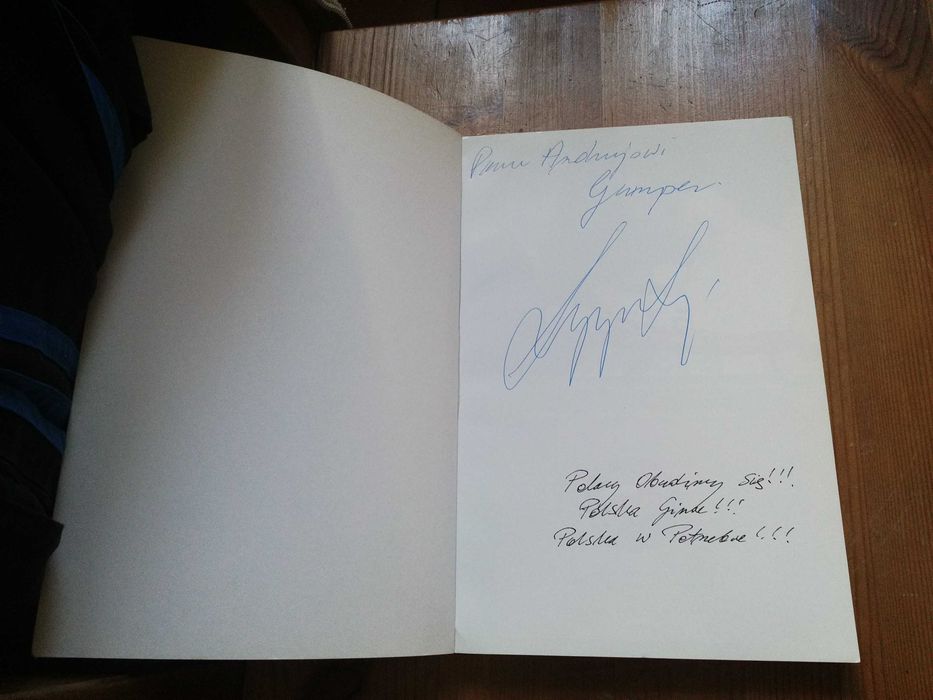 Panu Andrzejowi
Gumper
Polacy Obudźmy się!!!
Polska Ginie!!!
Polska w Potrzebie!!!